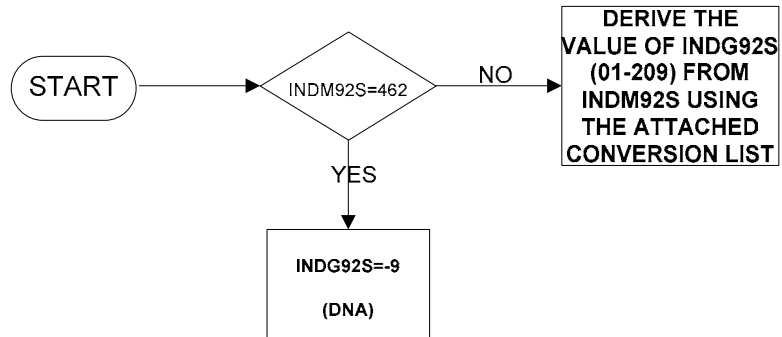 START
INDM92S=462
NO
DERIVE THE
VALUE OF INDG92S
(01-209) FROM
INDM92S USING
THE ATTACHED
CONVERSION LIST
YES
INDG92S=-9
(DNA)